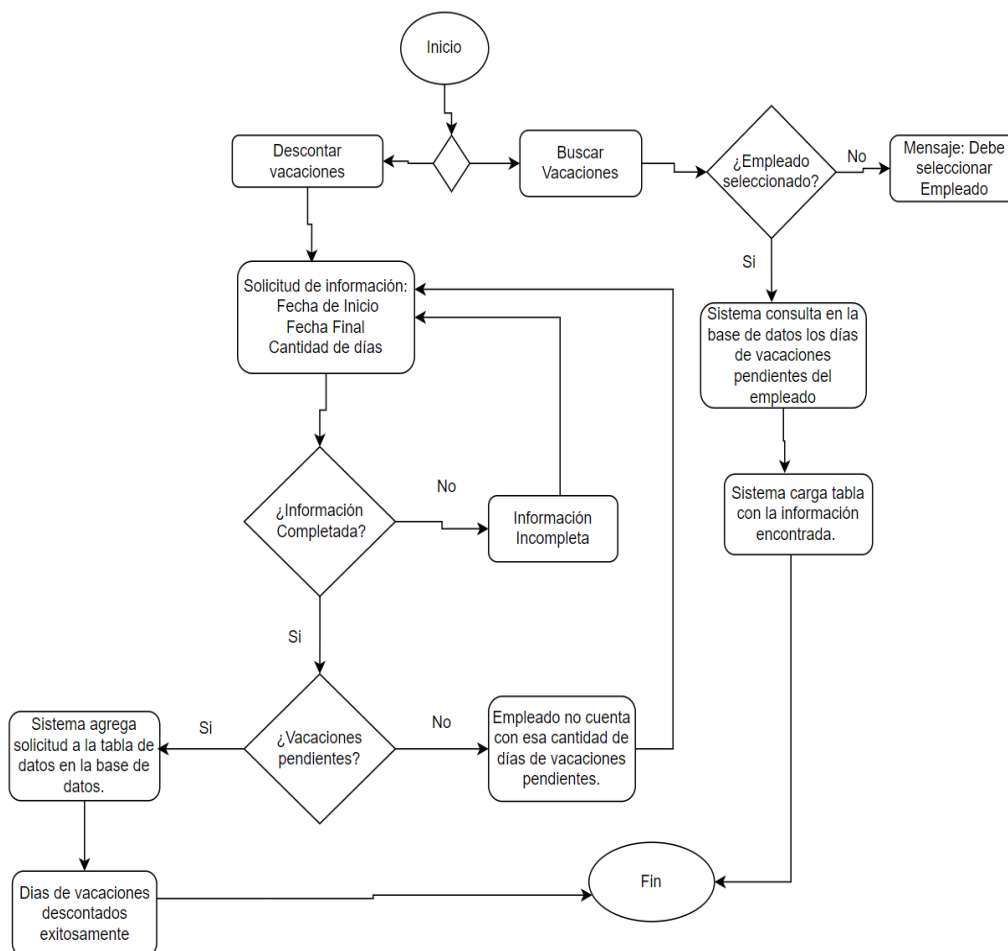 Inicio
Descontar
vacaciones
Buscar
Vacaciones
¿Empleado
seleccionado?
No
Mensaje: Debe
seleccionar
Empleado
Si
Solicitud de información:
Fecha de Inicio
Fecha Final
Cantidad de días
Sistema consulta en la
base de datos los días
de vacaciones
pendientes del
empleado
¿Información
Completada?
No
Información
Incompleta
Sistema carga tabla
con la información
encontrada.
Si
¿Vacaciones
pendientes?
No
Empleado no cuenta
con esa cantidad de
días de vacaciones
pendientes.
Si
Sistema agrega
solicitud a la tabla de
datos en la base de
datos.
Dias de vacaciones
descontados
exitosamente
Fin